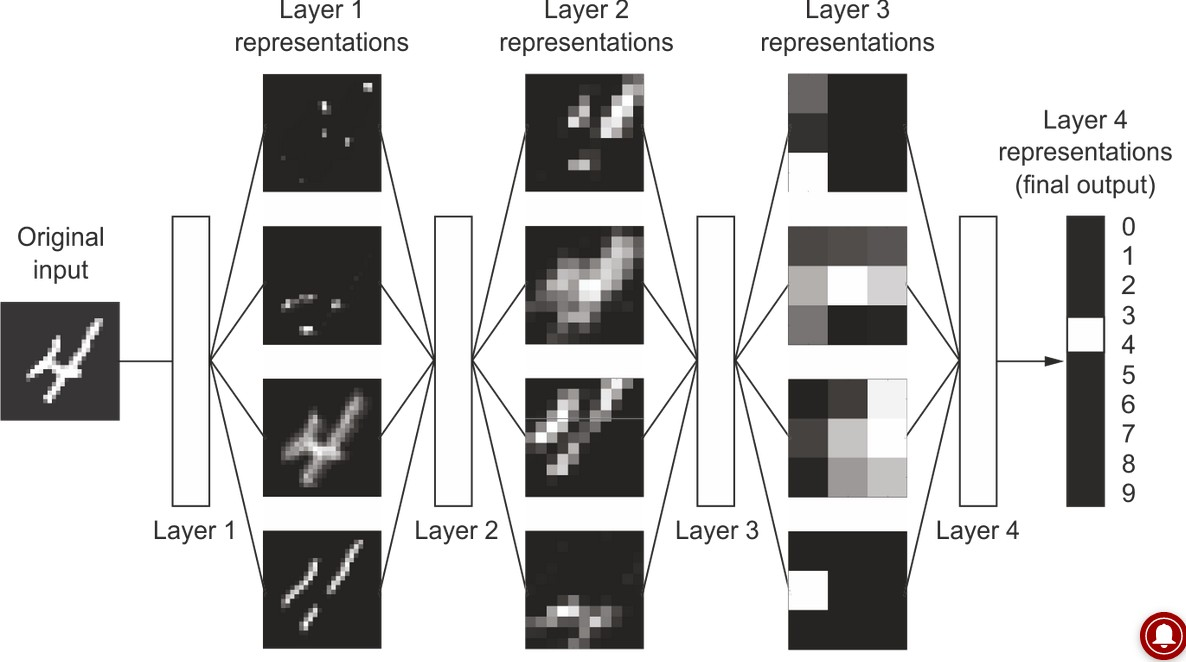 Layer 1
representations
Layer 2
representations
Layer 3
representations
Layer 4
representations
(final output)
Original
input
0
1
2
3
4
5
6
7
8
9
Layer 1
Layer 2
Layer 3
Layer 4